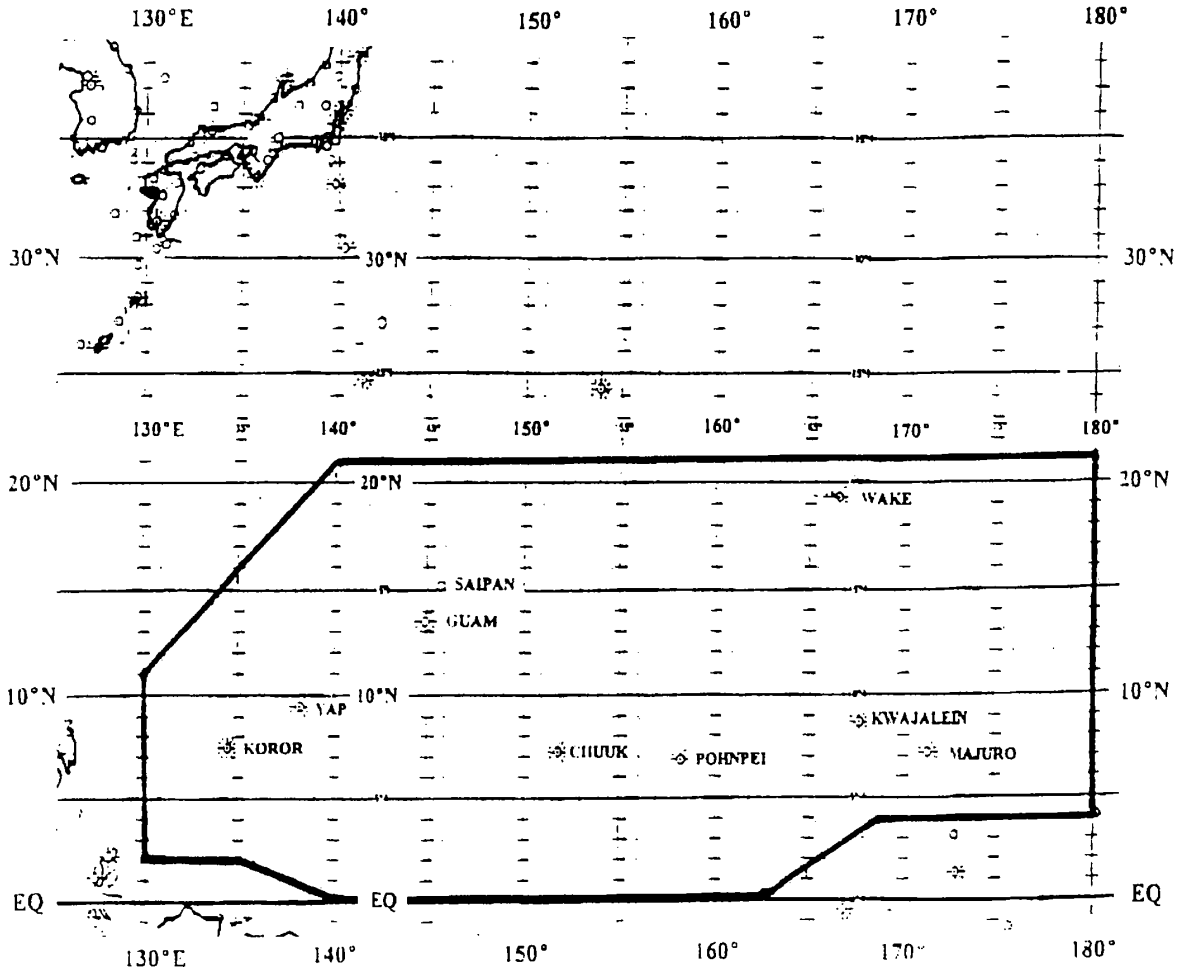 130°E 140° 150° 160° 170° 180°
30°N 30°N 30°N
130°E 140° 150° 160° 170° 180°
20°N 20°N 20°N
WAKE
SAIPAN
GUAM
10°N 10°N 10°N
YAP
KWAJALEIN
KOROR CHUUK POHNPEI MAJURO
EQ EQ EQ
130°E 140° 150° 160° 170° 180°